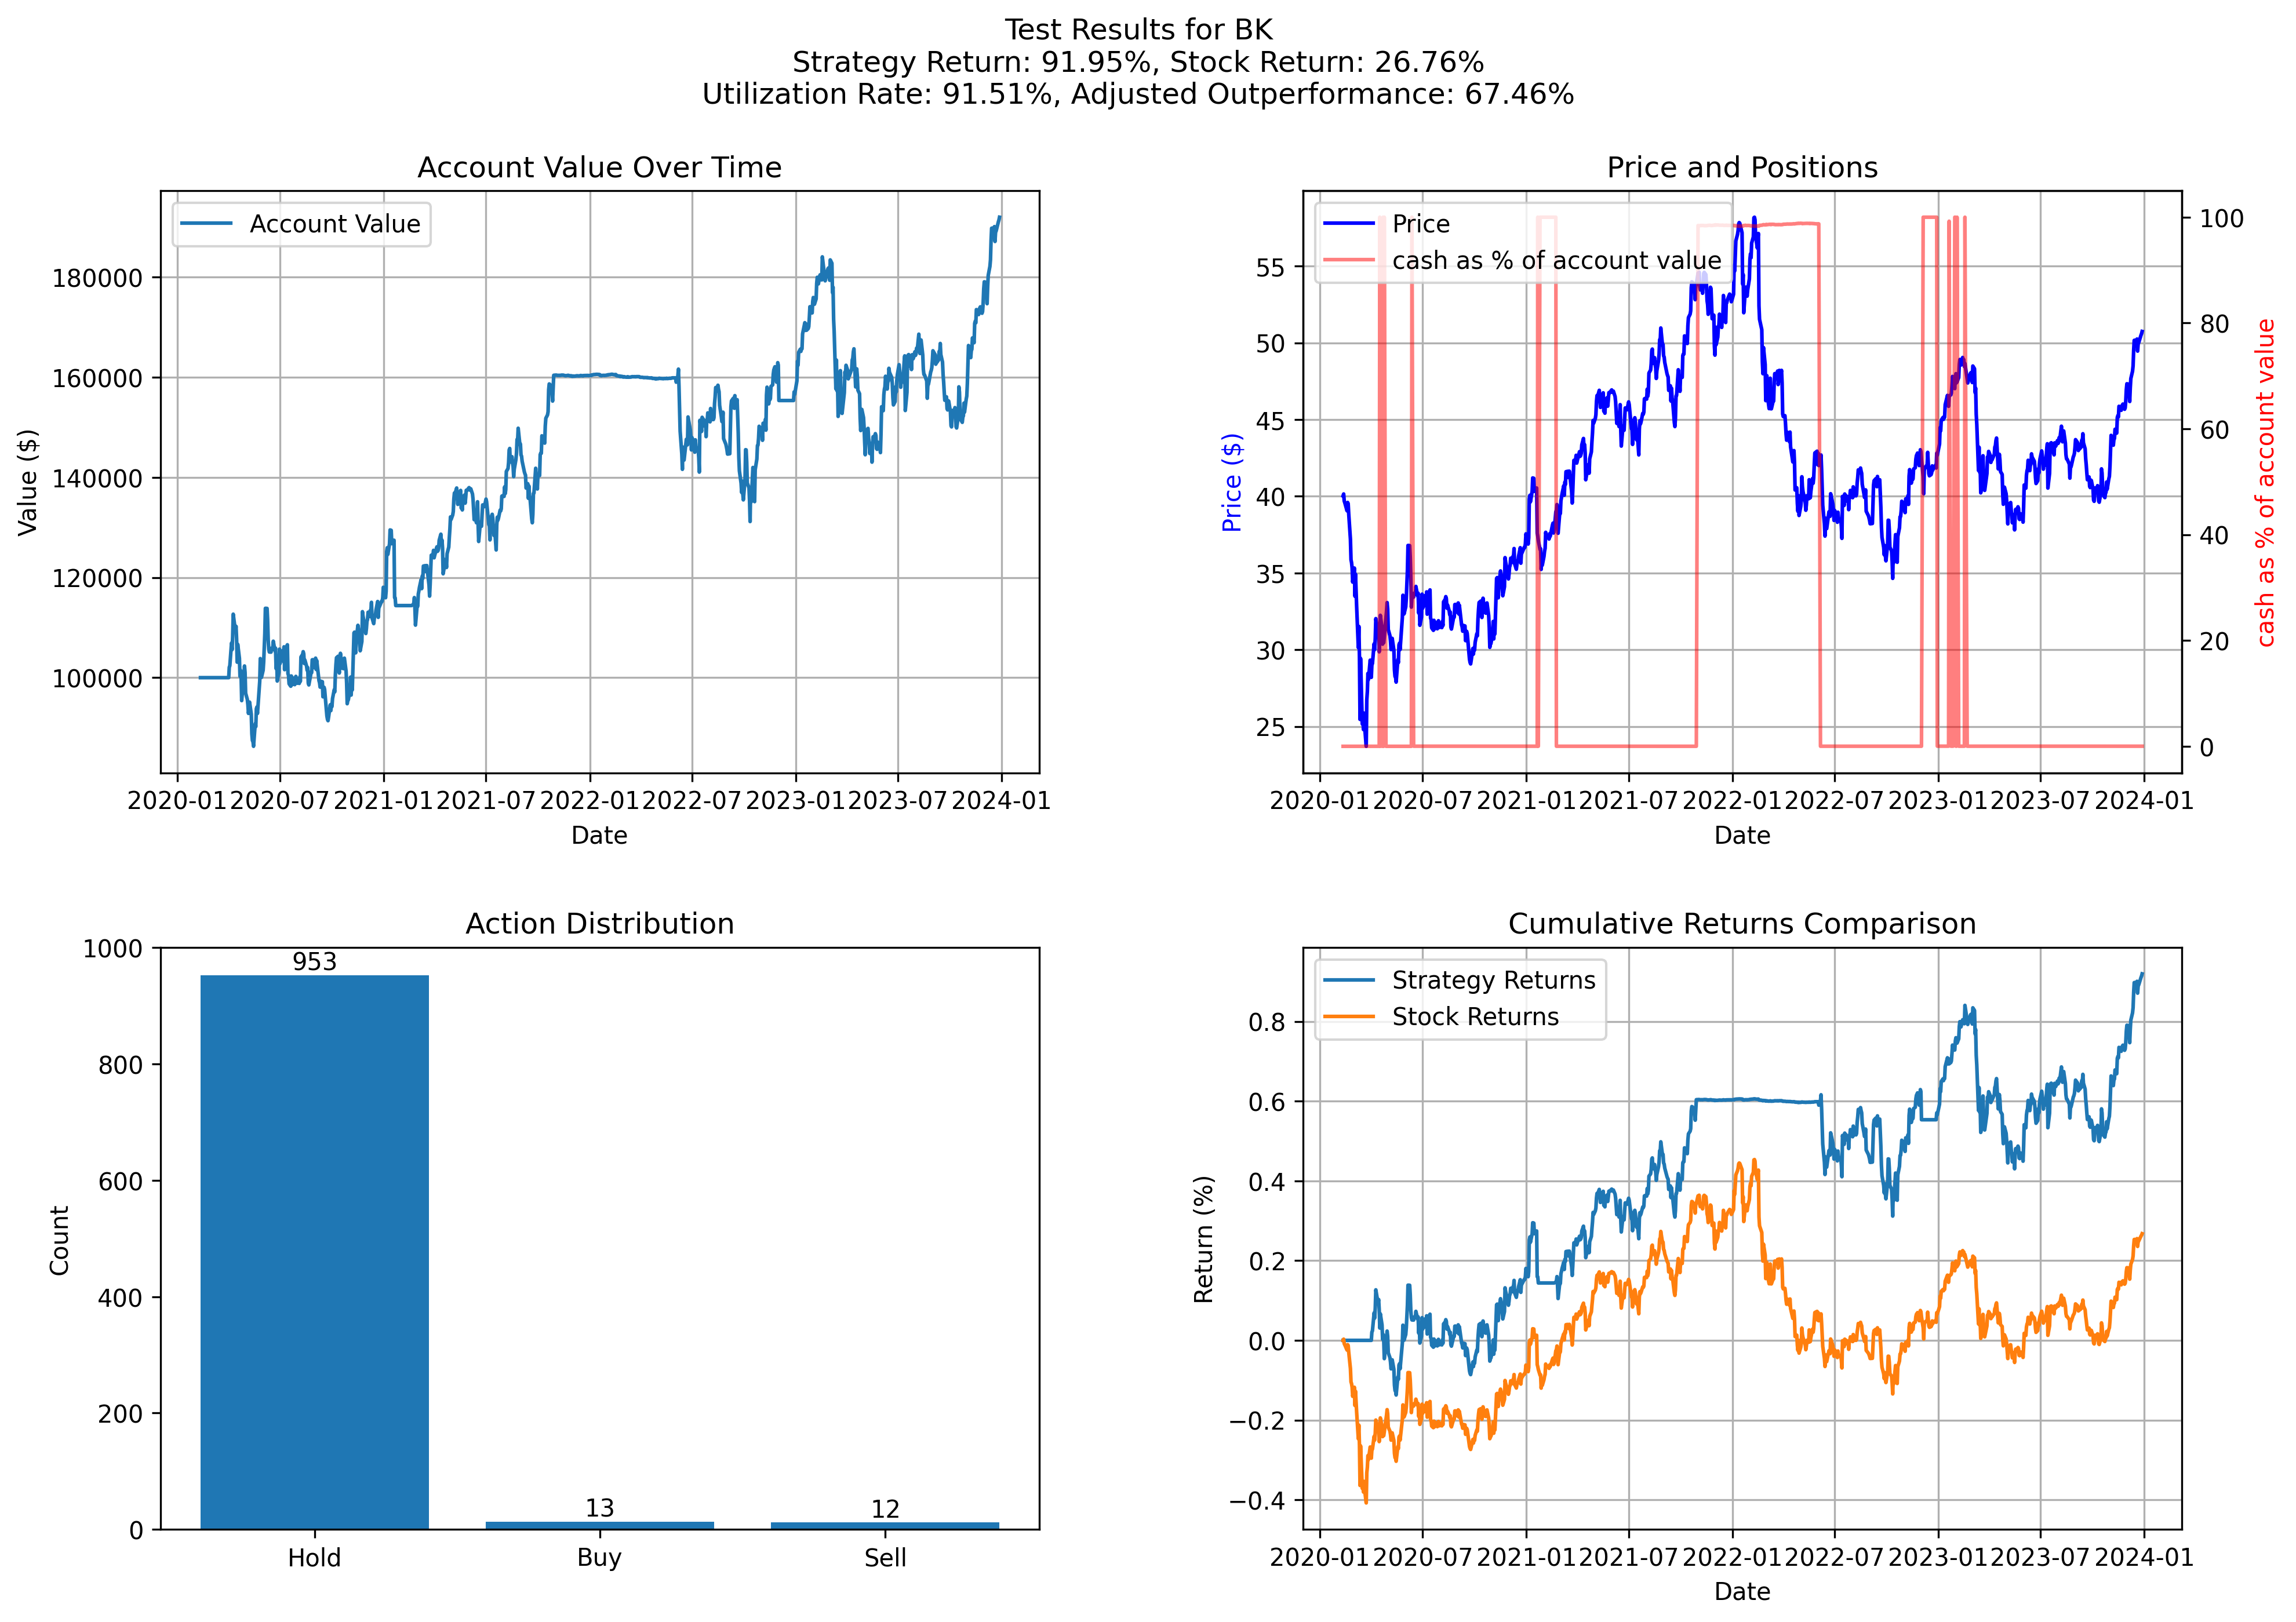 Test Results for BK
Strategy Return: 91.95%, Stock Return: 26.76%
Utilization Rate: 91.51%, Adjusted Outperformance: 67.46%
Account Value Over Time
Account Value
180000
160000
140000
120000
100000
Value ($)
2020-01 2020-07 2021-01 2021-07 2022-01 2022-07 2023-01 2023-07 2024-01
Date
Price and Positions
Price
cash as % of account value
55
50
45
40
35
30
25
Price ($)
100
80
60
40
20
0
cash as % of account value
2020-01 2020-07 2021-01 2021-07 2022-01 2022-07 2023-01 2023-07 2024-01
Date
Action Distribution
1000
800
600
400
200
0
Count
953
13
12
Hold Buy Sell
Cumulative Returns Comparison
Strategy Returns
Stock Returns
0.8
0.6
0.4
0.2
0.0
−0.2
−0.4
Return (%)
2020-01 2020-07 2021-01 2021-07 2022-01 2022-07 2023-01 2023-07 2024-01
Date